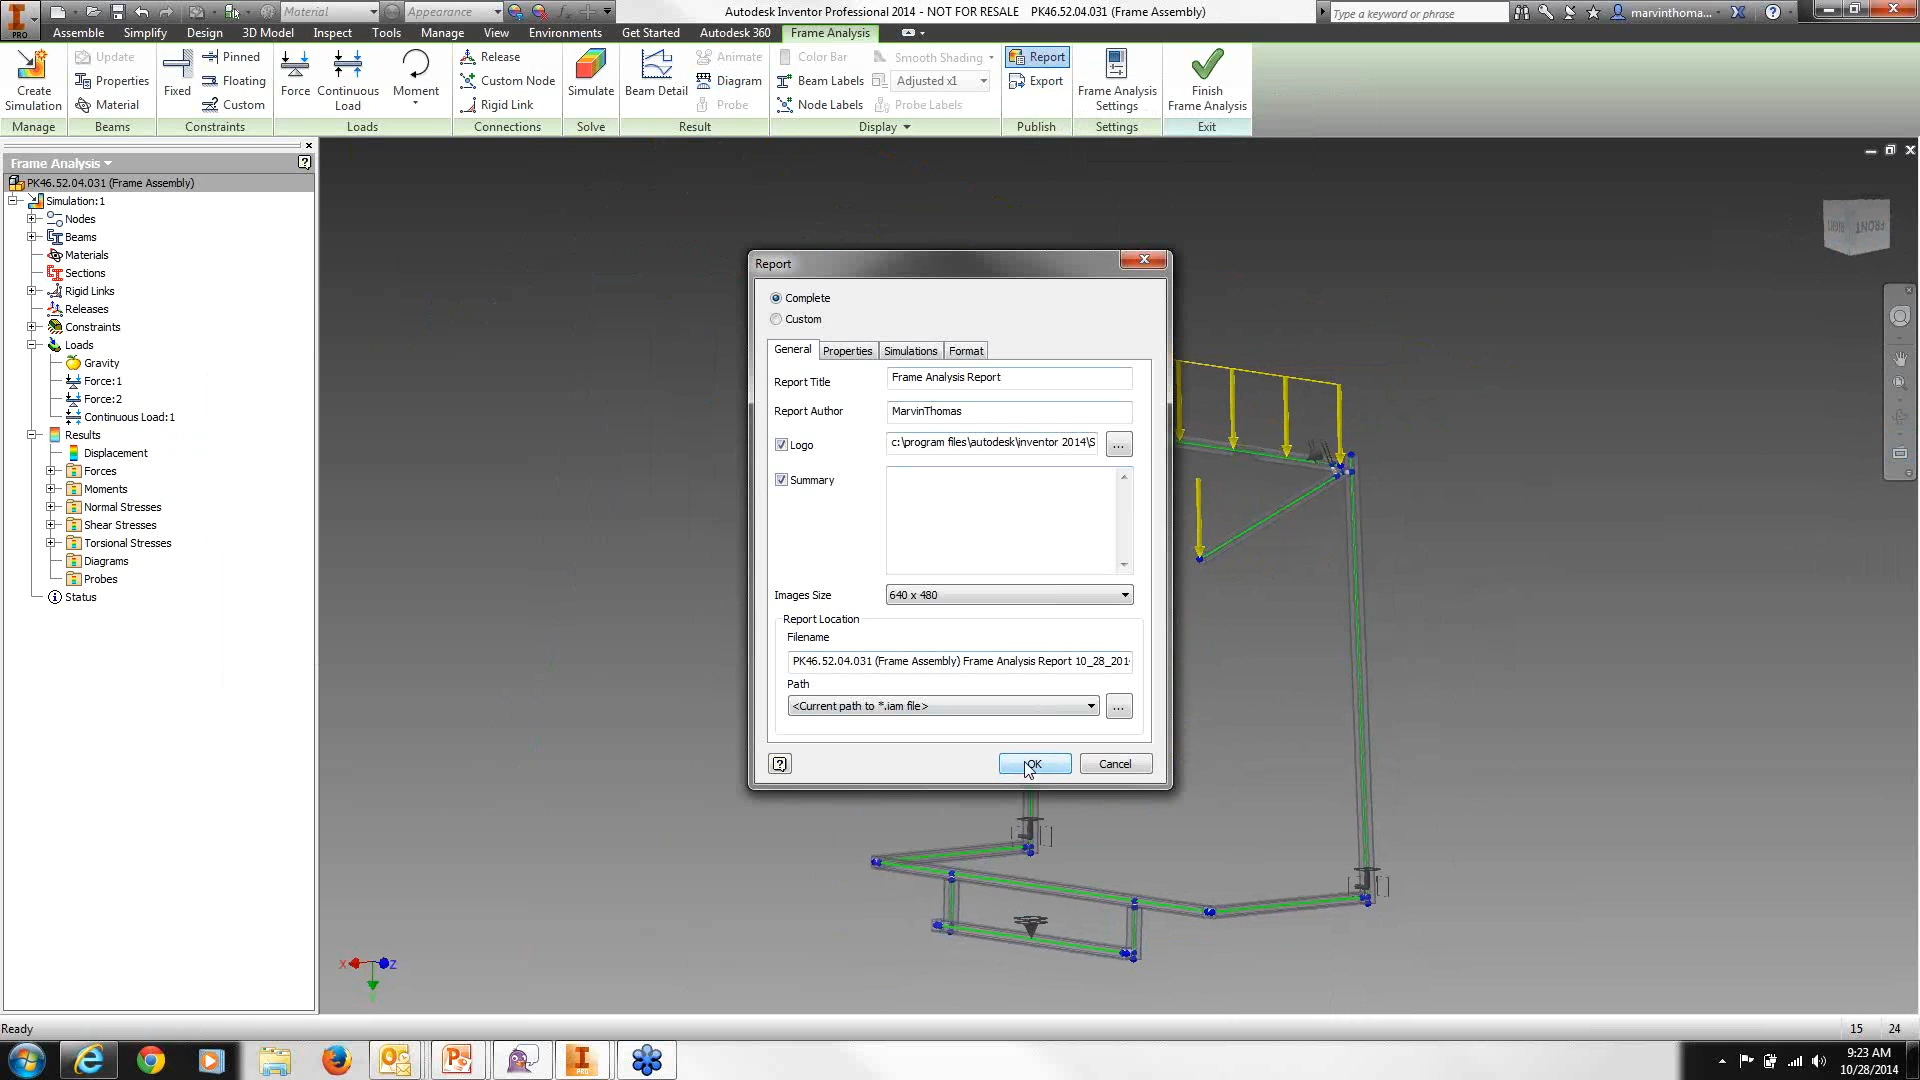 Material
Appearance
Autodesk Inventor Professional 2014 - NOT FOR RESALE PK46.52.04.031 (Frame Assembly)
Type a keyword or phrase
marvinthoma...
PRO
Assemble Simplify Design 3D Model Inspect Tools Manage View Environments Get Started Autodesk 360 Frame Analysis
Create Simulation
Update
Properties
Material
Fixed
Pinned
Floating
Custom
Force
Continuous Load
Moment
Release
Custom Node
Rigid Link
Simulate
Beam Detail
Animate
Diagram
Probe
Color Bar
Beam Labels
Node Labels
Smooth Shading
Adjusted x1
Probe Labels
Report
Export
Frame Analysis Settings
Finish Frame Analysis
Manage Beams Constraints Loads Connections Solve Result Display Publish Settings Exit
Frame Analysis
PK46.52.04.031 (Frame Assembly)
Simulation:1
Nodes
Beams
Materials
Sections
Rigid Links
Releases
Constraints
Loads
Gravity
Force:1
Force:2
Continuous Load:1
Results
Displacement
Forces
Moments
Normal Stresses
Shear Stresses
Torsional Stresses
Diagrams
Probes
Status
Report
Complete
Custom
General Properties Simulations Format
Report Title Frame Analysis Report
Report Author MarvinThomas
Logo c:\program files\autodesk\inventor 2014\S
Summary
Images Size 640 x 480
Report Location
Filename
PK46.52.04.031 (Frame Assembly) Frame Analysis Report 10_28_201
Path
<Current path to *.iam file>
OK Cancel
RIGHT FRONT
X Z
Ready
15 24
PRO
9:23 AM
10/28/2014